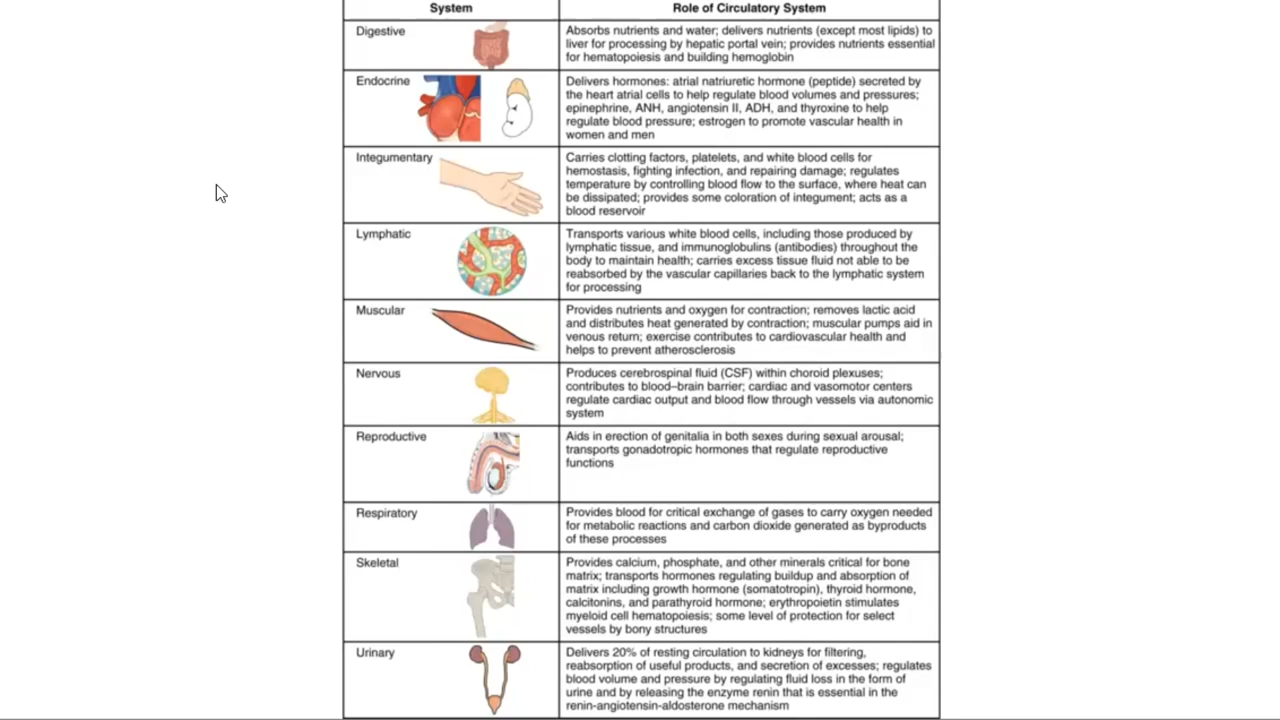 System
Role of Circulatory System
Digestive
Absorbs nutrients and water; delivers nutrients (except most lipids) to
liver for processing by hepatic portal vein; provides nutrients essential
for hematopoiesis and building hemoglobin
Endocrine
Delivers hormones: atrial natriuretic hormone (peptide) secreted by
the heart atrial cells to help regulate blood volumes and pressures;
epinephrine, ANH, angiotensin II, ADH, and thyroxine to help
regulate blood pressure; estrogen to promote vascular health in
women and men
Integumentary
Carries clotting factors, platelets, and white blood cells for
hemostasis, fighting infection, and repairing damage; regulates
temperature by controlling blood flow to the surface, where heat can
be dissipated; provides some coloration of integument; acts as a
blood reservoir
Lymphatic
Transports various white blood cells, including those produced by
lymphatic tissue, and immunoglobulins (antibodies) throughout the
body to maintain health; carries excess tissue fluid not able to be
reabsorbed by the vascular capillaries back to the lymphatic system
for processing
Muscular
Provides nutrients and oxygen for contraction; removes lactic acid
and distributes heat generated by contraction; muscular pumps aid in
venous return; exercise contributes to cardiovascular health and
helps to prevent atherosclerosis
Nervous
Produces cerebrospinal fluid (CSF) within choroid plexuses;
contributes to blood–brain barrier; cardiac and vasomotor centers
regulate cardiac output and blood flow through vessels via autonomic
system
Reproductive
Aids in erection of genitalia in both sexes during sexual arousal;
transports gonadotropic hormones that regulate reproductive
functions
Respiratory
Provides blood for critical exchange of gases to carry oxygen needed
for metabolic reactions and carbon dioxide generated as byproducts
of these processes
Skeletal
Provides calcium, phosphate, and other minerals critical for bone
matrix; transports hormones regulating buildup and absorption of
matrix including growth hormone (somatotropin), thyroid hormone,
calcitonins, and parathyroid hormone; erythropoietin stimulates
myeloid cell hematopoiesis; some level of protection for select
vessels by bony structures
Urinary
Delivers 20% of resting circulation to kidneys for filtering,
reabsorption of useful products, and secretion of excesses; regulates
blood volume and pressure by regulating fluid loss in the form of
urine and by releasing the enzyme renin that is essential in the
renin-angiotensin-aldosterone mechanism